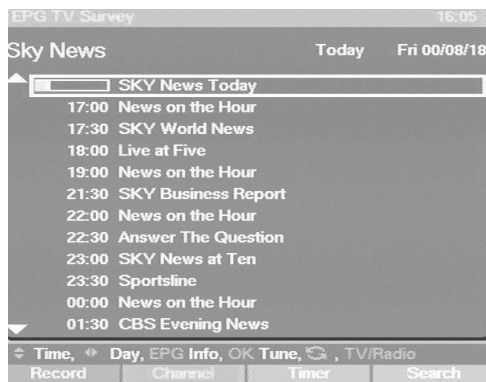 EPG TV Survey 16:05
Sky News Today Fri 00/08/18
SKY News Today
17:00 News on the Hour
17:30 SKY World News
18:00 Live at Five
19:00 News on the Hour
21:30 SKY Business Report
22:00 News on the Hour
22:30 Answer The Question
23:00 SKY News at Ten
23:30 Sportsline
00:00 News on the Hour
01:30 CBS Evening News
Time, Day, EPG Info, OK Tune, , TV/Radio
Record Channel Timer Search